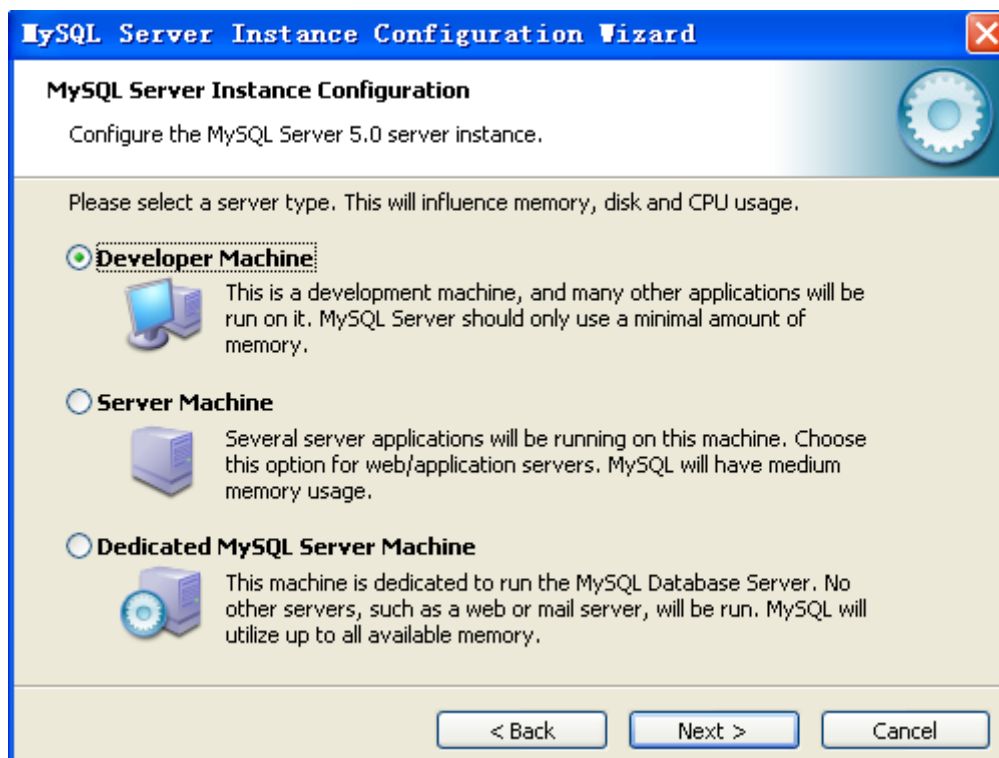 MySQL Server Instance Configuration Wizard
MySQL Server Instance Configuration
Configure the MySQL Server 5.0 server instance.
Please select a server type. This will influence memory, disk and CPU usage.
Developer Machine
This is a development machine, and many other applications will be
run on it. MySQL Server should only use a minimal amount of
memory.
Server Machine
Several server applications will be running on this machine. Choose
this option for web/application servers. MySQL will have medium
memory usage.
Dedicated MySQL Server Machine
This machine is dedicated to run the MySQL Database Server. No
other servers, such as a web or mail server, will be run. MySQL will
utilize up to all available memory.
< Back
Next >
Cancel